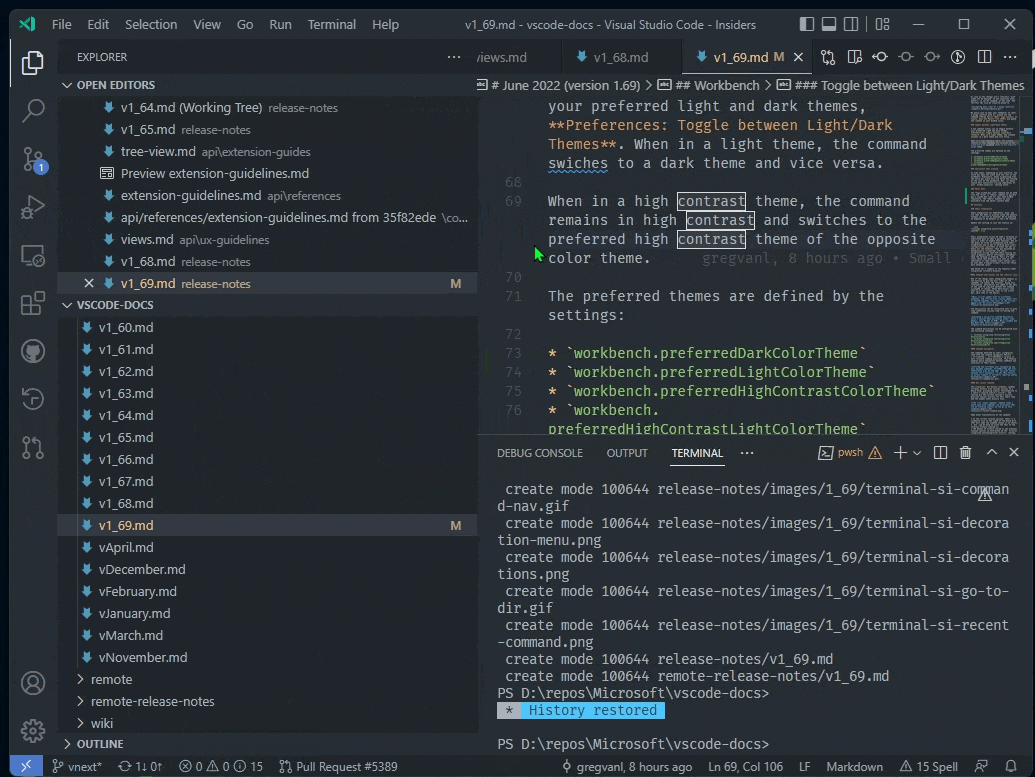 File Edit Selection View Go Run Terminal Help v1_69.md - vscode-docs - Visual Studio Code - Insiders
EXPLORER
OPEN EDITORS
v1_64.md (Working Tree) release-notes
v1_65.md release-notes
tree-view.md api\extension-guides
Preview extension-guidelines.md
extension-guidelines.md api\references
api/references/extension-guidelines.md from 35f82ede \co...
views.md api\ux-guidelines
v1_68.md release-notes
v1_69.md release-notes M
VSCODE-DOCS
v1_60.md
v1_61.md
v1_62.md
v1_63.md
v1_64.md
v1_65.md
v1_66.md
v1_67.md
v1_68.md
v1_69.md M
vApril.md
vDecember.md
vFebruary.md
vJanuary.md
vMarch.md
vNovember.md
remote
remote-release-notes
wiki
OUTLINE
1
views.md v1_68.md v1_69.md M
# June 2022 (version 1.69) > ## Workbench > ### Toggle between Light/Dark Themes
your preferred light and dark themes,
**Preferences: Toggle between Light/Dark
Themes**. When in a light theme, the command
swiches to a dark theme and vice versa.
68
69 When in a high contrast theme, the command
remains in high contrast and switches to the
preferred high contrast theme of the opposite
color theme. gregvanl, 8 hours ago • Small
70
71 The preferred themes are defined by the
settings:
72
73 * `workbench.preferredDarkColorTheme`
74 * `workbench.preferredLightColorTheme`
75 * `workbench.preferredHighContrastColorTheme`
76 * `workbench.
preferredHighContrastLightColorTheme`
DEBUG CONSOLE OUTPUT TERMINAL ... pwsh
create mode 100644 release-notes/images/1_69/terminal-si-comman
d-nav.gif
create mode 100644 release-notes/images/1_69/terminal-si-decora
tion-menu.png
create mode 100644 release-notes/images/1_69/terminal-si-decora
tions.png
create mode 100644 release-notes/images/1_69/terminal-si-go-to-
dir.gif
create mode 100644 release-notes/images/1_69/terminal-si-recent
-command.png
create mode 100644 release-notes/v1_69.md
create mode 100644 remote-release-notes/v1_69.md
PS D:\repos\Microsoft\vscode-docs>
* History restored
PS D:\repos\Microsoft\vscode-docs>
vnext* 1↓ 0↑ 0 0 15 Pull Request #5389 gregvanl, 8 hours ago Ln 69, Col 106 LF Markdown 15 Spell